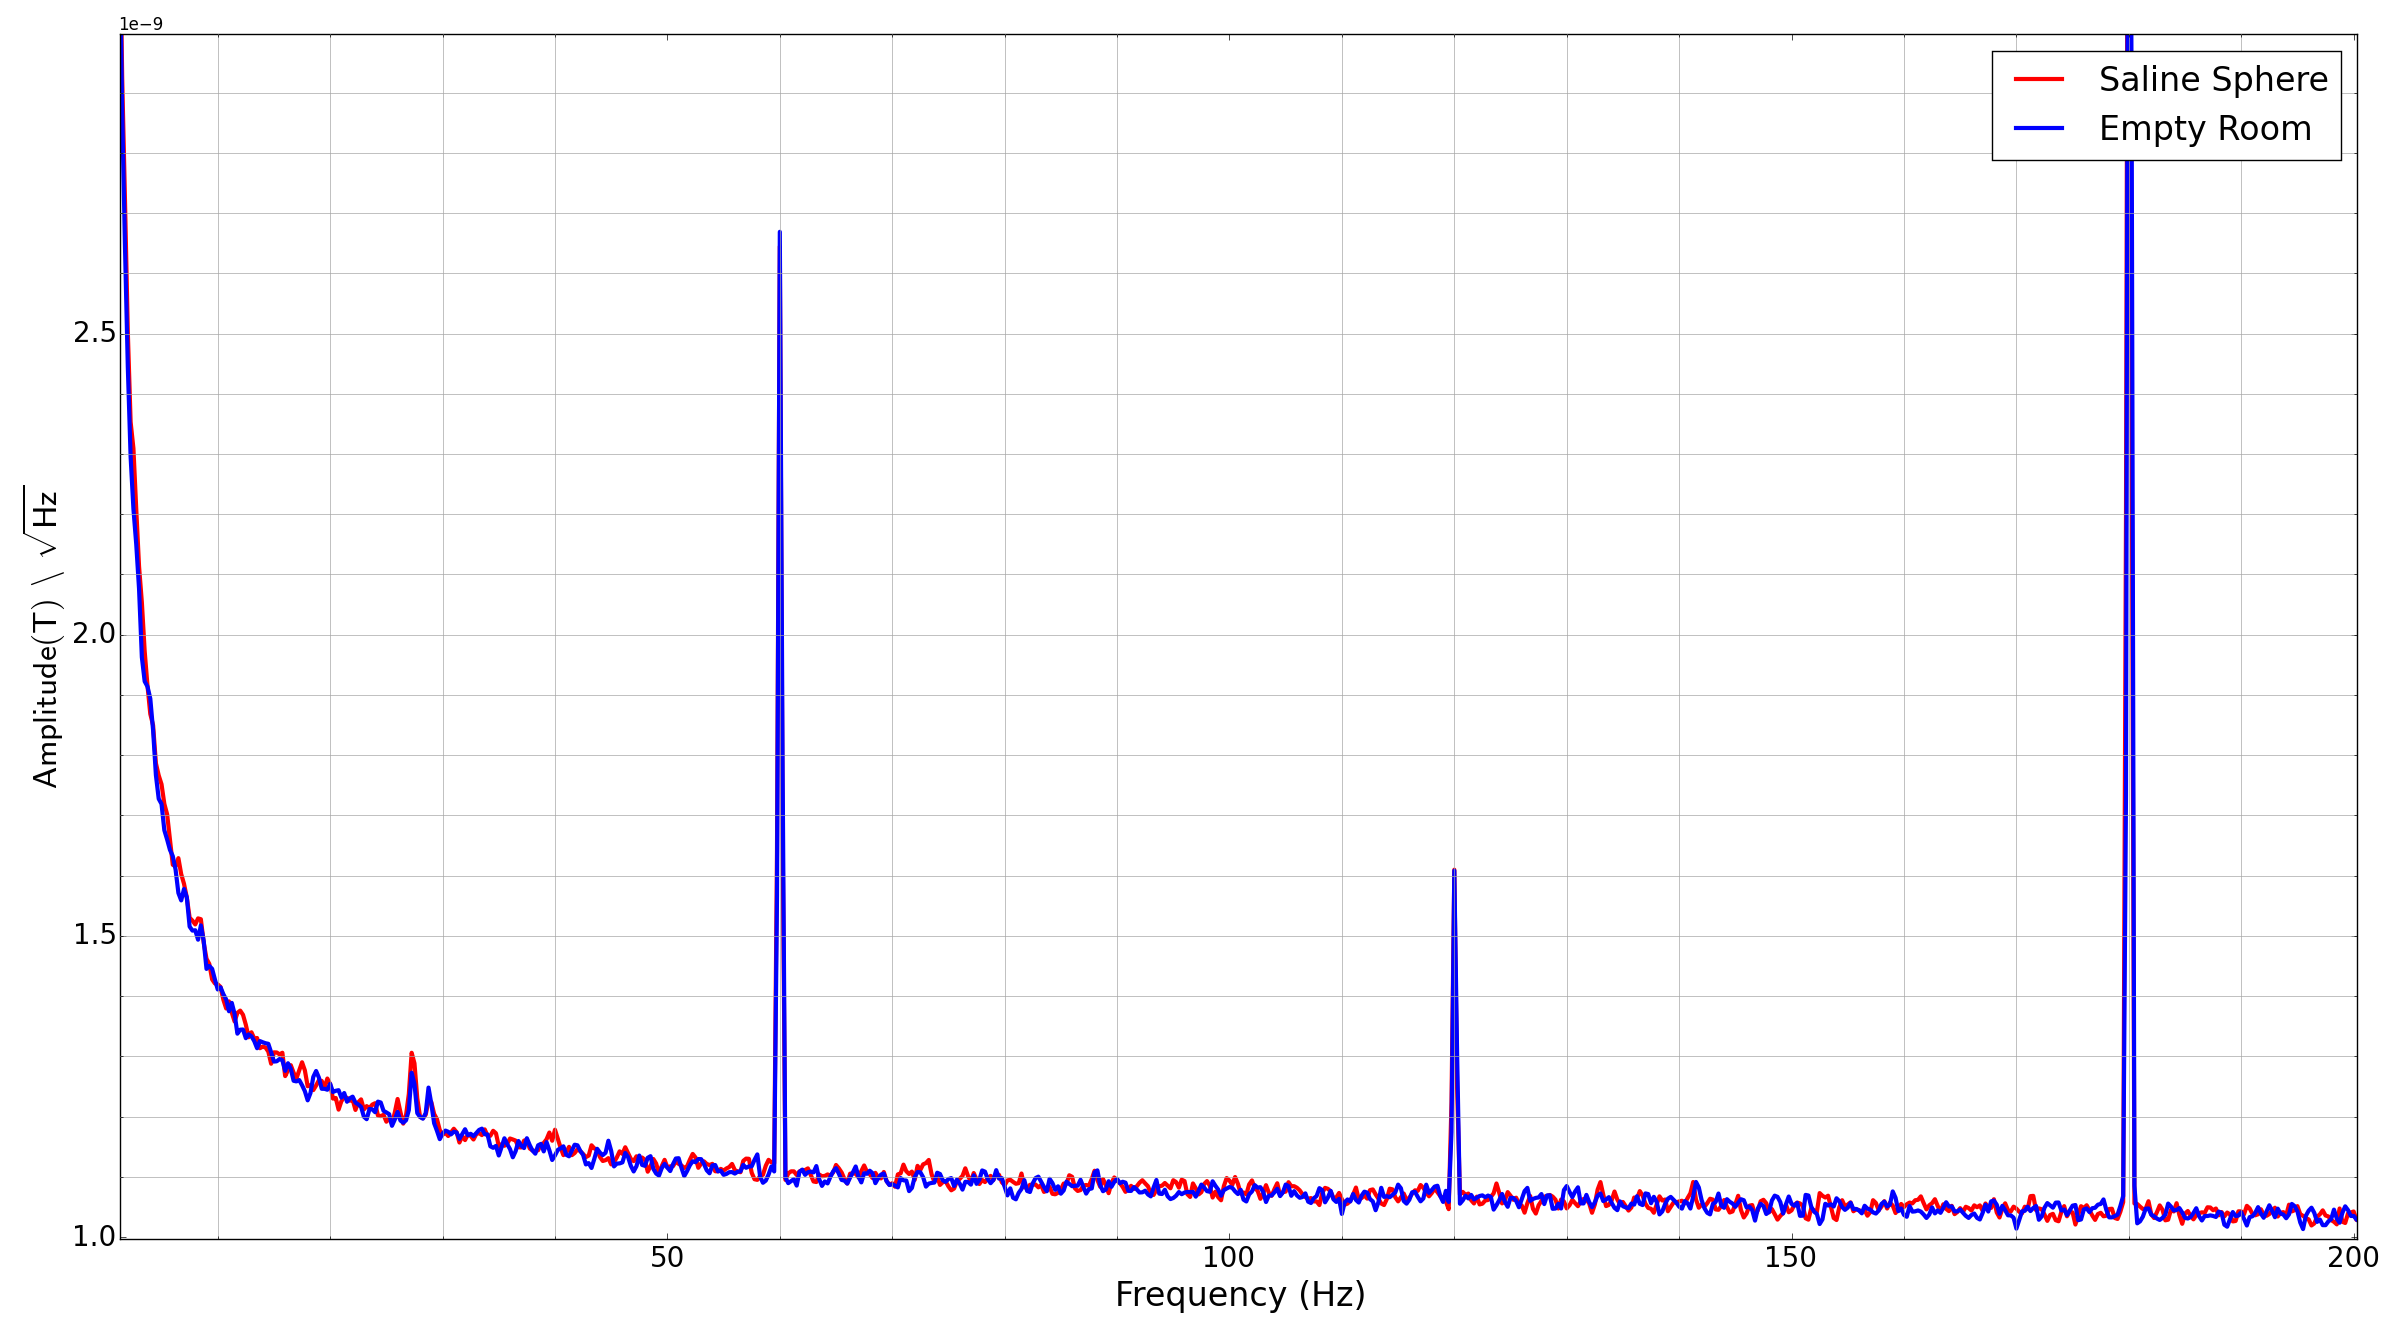 1e−9
Saline Sphere
Empty Room
2.5
2.0
1.5
1.0
Amplitude(T) \ √Hz
50
100
150
200
Frequency (Hz)